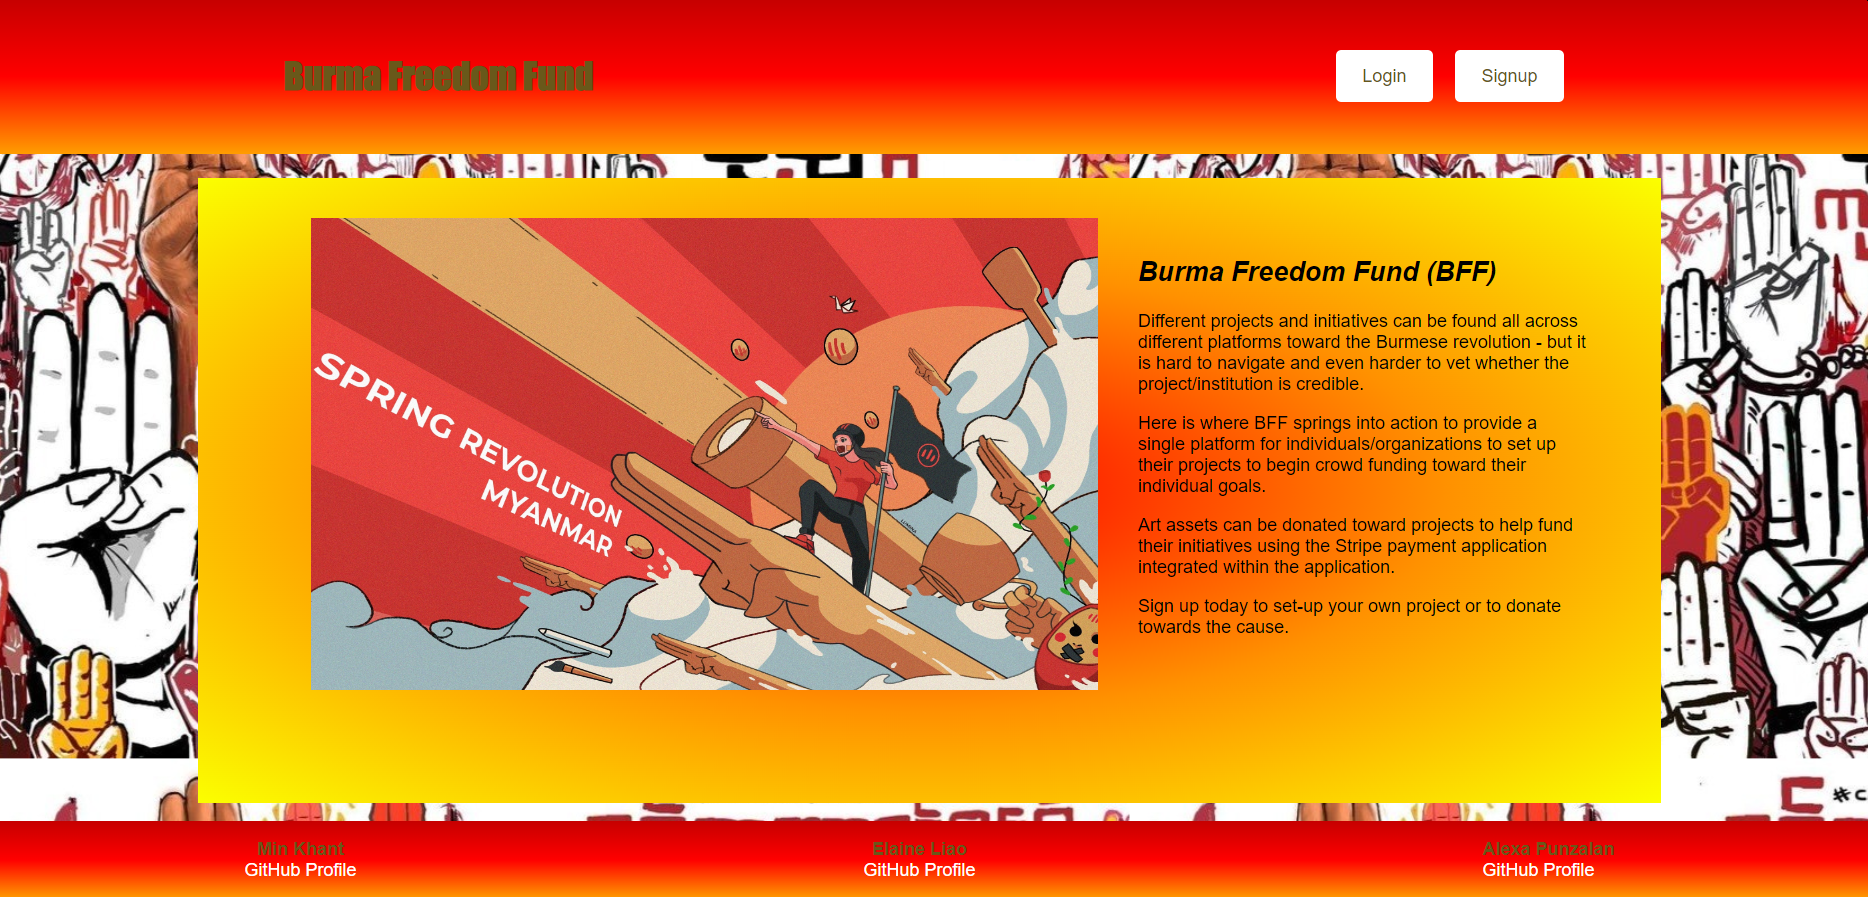 Burma Freedom Fund
Login
Signup
SPRING REVOLUTION
MYANMAR
Burma Freedom Fund (BFF)
Different projects and initiatives can be found all across
different platforms toward the Burmese revolution - but it
is hard to navigate and even harder to vet whether the
project/institution is credible.
Here is where BFF springs into action to provide a
single platform for individuals/organizations to set up
their projects to begin crowd funding toward their
individual goals.
Art assets can be donated toward projects to help fund
their initiatives using the Stripe payment application
integrated within the application.
Sign up today to set-up your own project or to donate
towards the cause.
Min Khant
GitHub Profile
Elaine Liao
GitHub Profile
Alexa Punzalan
GitHub Profile